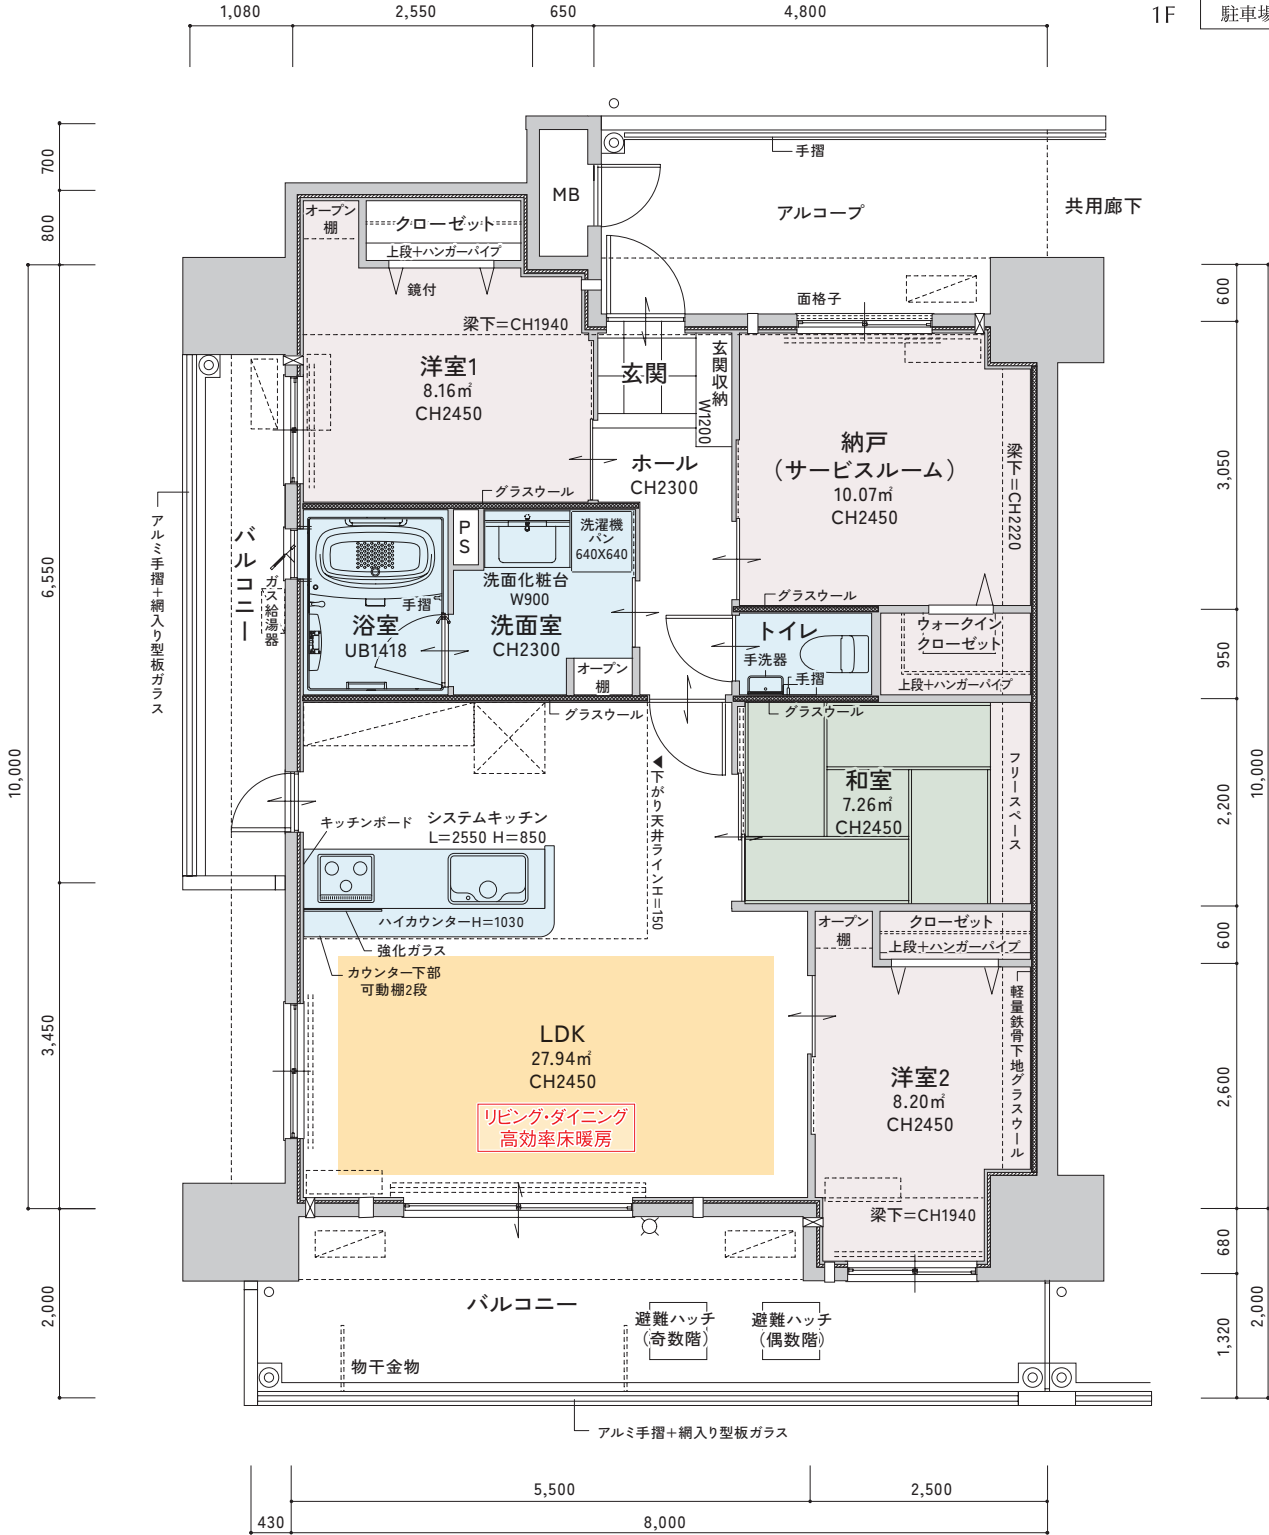 1,080
2,550
650
4,800
1F
駐車場
700
800
10,000
6,550
3,450
2,000
手摺
MB
アルコープ
共用廊下
オープン
棚
クローゼット
上段+ハンガーパイプ
鏡付
梁下=CH1940
洋室1
8.16㎡
CH2450
玄関
玄関収納
W1200
面格子
納戸
(サービスルーム)
10.07㎡
CH2450
梁下=CH2220
ホール
CH2300
グラスウール
PS
洗濯機
パン
640X640
洗面化粧台
W900
洗面室
CH2300
手摺
浴室
UB1418
オープン
棚
バルコニー
ガス給湯器
アルミ手摺+網入り型板ガラス
グラスウール
トイレ
手洗器
手摺
ウォークイン
クローゼット
上段+ハンガーパイプ
グラスウール
グラスウール
和室
7.26㎡
CH2450
フリースペース
◀下がり天井ラインH=150
システムキッチン
L=2550 H=850
キッチンボード
ハイカウンターH=1030
強化ガラス
カウンター下部
可動棚2段
オープン
棚
クローゼット
上段+ハンガーパイプ
LDK
27.94㎡
CH2450
リビング・ダイニング
高効率床暖房
洋室2
8.20㎡
CH2450
軽量鉄骨下地グラスウール
梁下=CH1940
バルコニー
避難ハッチ
(奇数階)
避難ハッチ
(偶数階)
物干金物
アルミ手摺+網入り型板ガラス
600
3,050
950
2,200
600
2,600
680
1,320
10,000
2,000
5,500
2,500
430
8,000